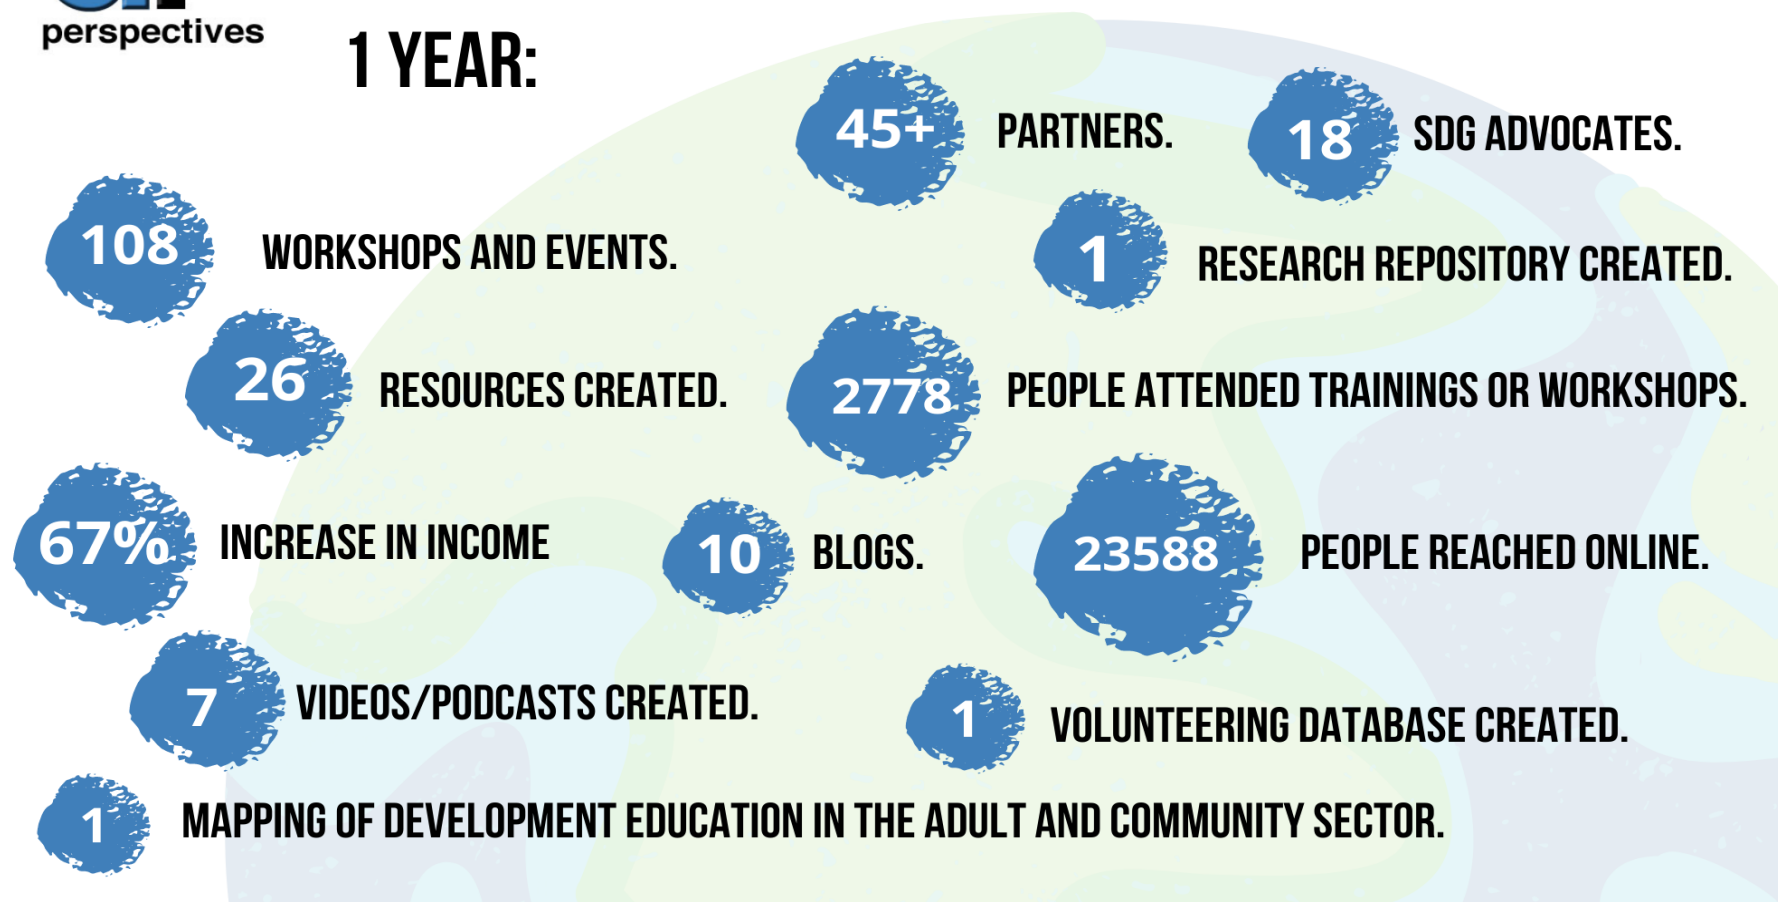 perspectives
1 YEAR:
45+ PARTNERS.
18 SDG ADVOCATES.
108 WORKSHOPS AND EVENTS.
1 RESEARCH REPOSITORY CREATED.
26 RESOURCES CREATED.
2778 PEOPLE ATTENDED TRAININGS OR WORKSHOPS.
67% INCREASE IN INCOME
10 BLOGS.
23588 PEOPLE REACHED ONLINE.
7 VIDEOS/PODCASTS CREATED.
1 VOLUNTEERING DATABASE CREATED.
1 MAPPING OF DEVELOPMENT EDUCATION IN THE ADULT AND COMMUNITY SECTOR.